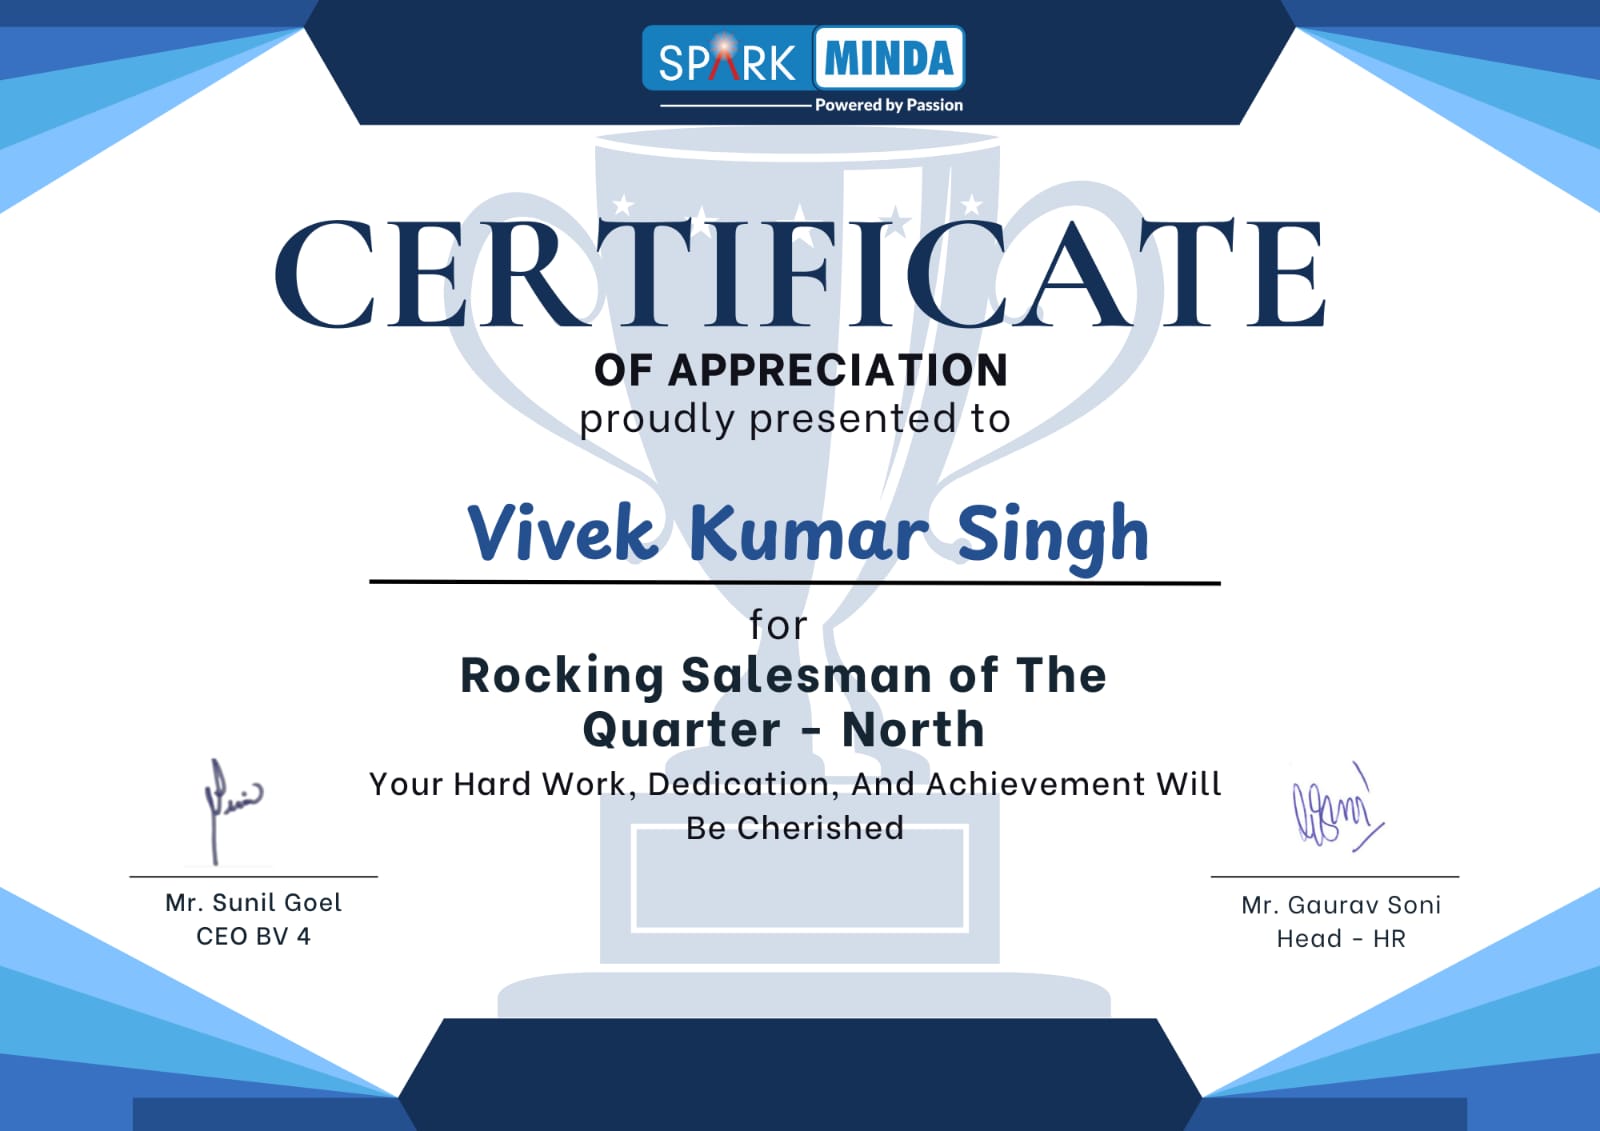 SPARK MINDA
Powered by Passion
CERTIFICATE
OF APPRECIATION
proudly presented to
Vivek Kumar Singh
for
Rocking Salesman of The
Quarter - North
Your Hard Work, Dedication, And Achievement Will
Be Cherished
Mr. Sunil Goel
CEO BV 4
Mr. Gaurav Soni
Head - HR